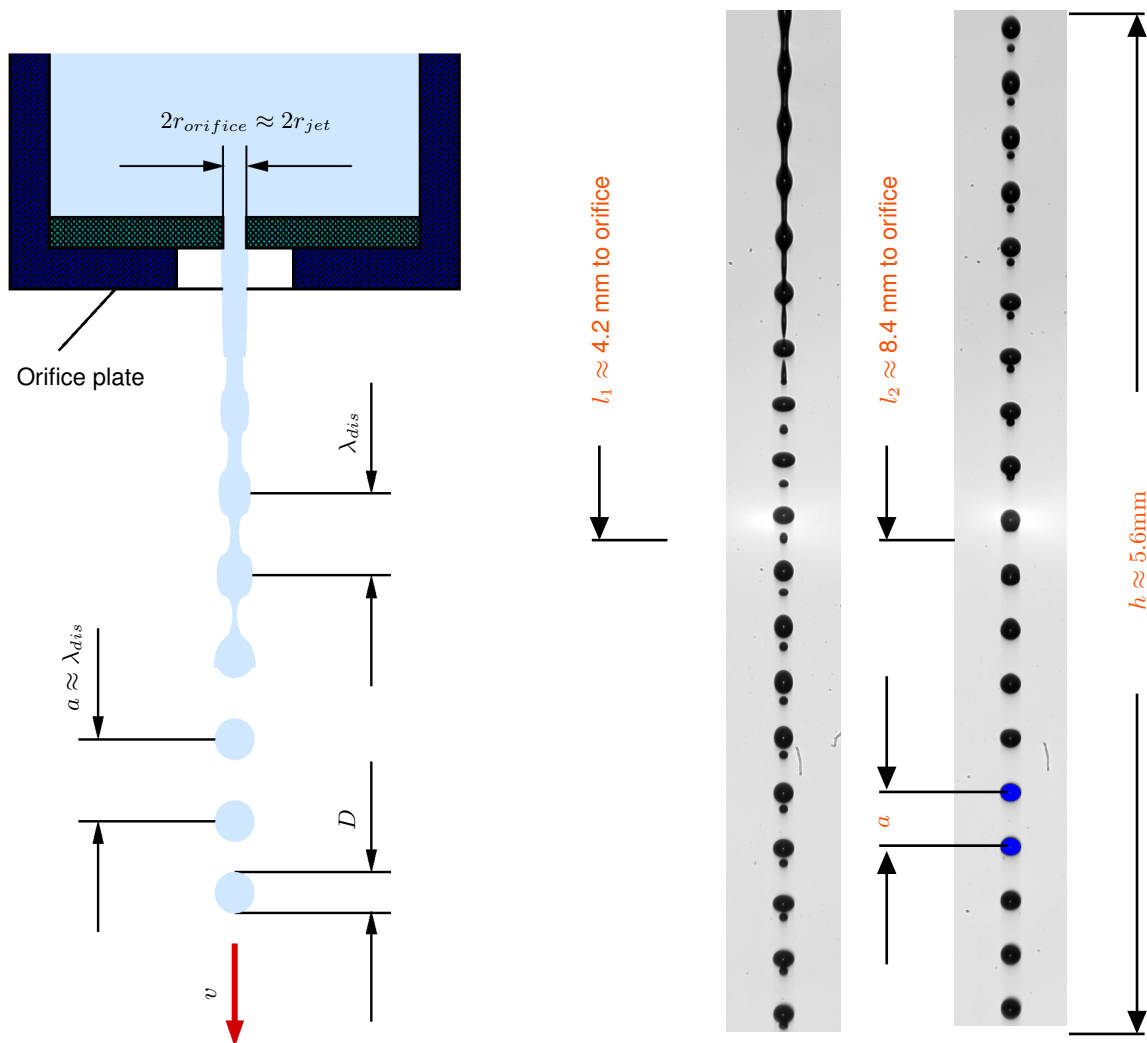 2r_{orifice} ≈ 2r_{jet}
Orifice plate
λ_{dis}
a ≈ λ_{dis}
D
v
l_1 ≈ 4.2 mm to orifice
l_2 ≈ 8.4 mm to orifice
a
h ≈ 5.6mm